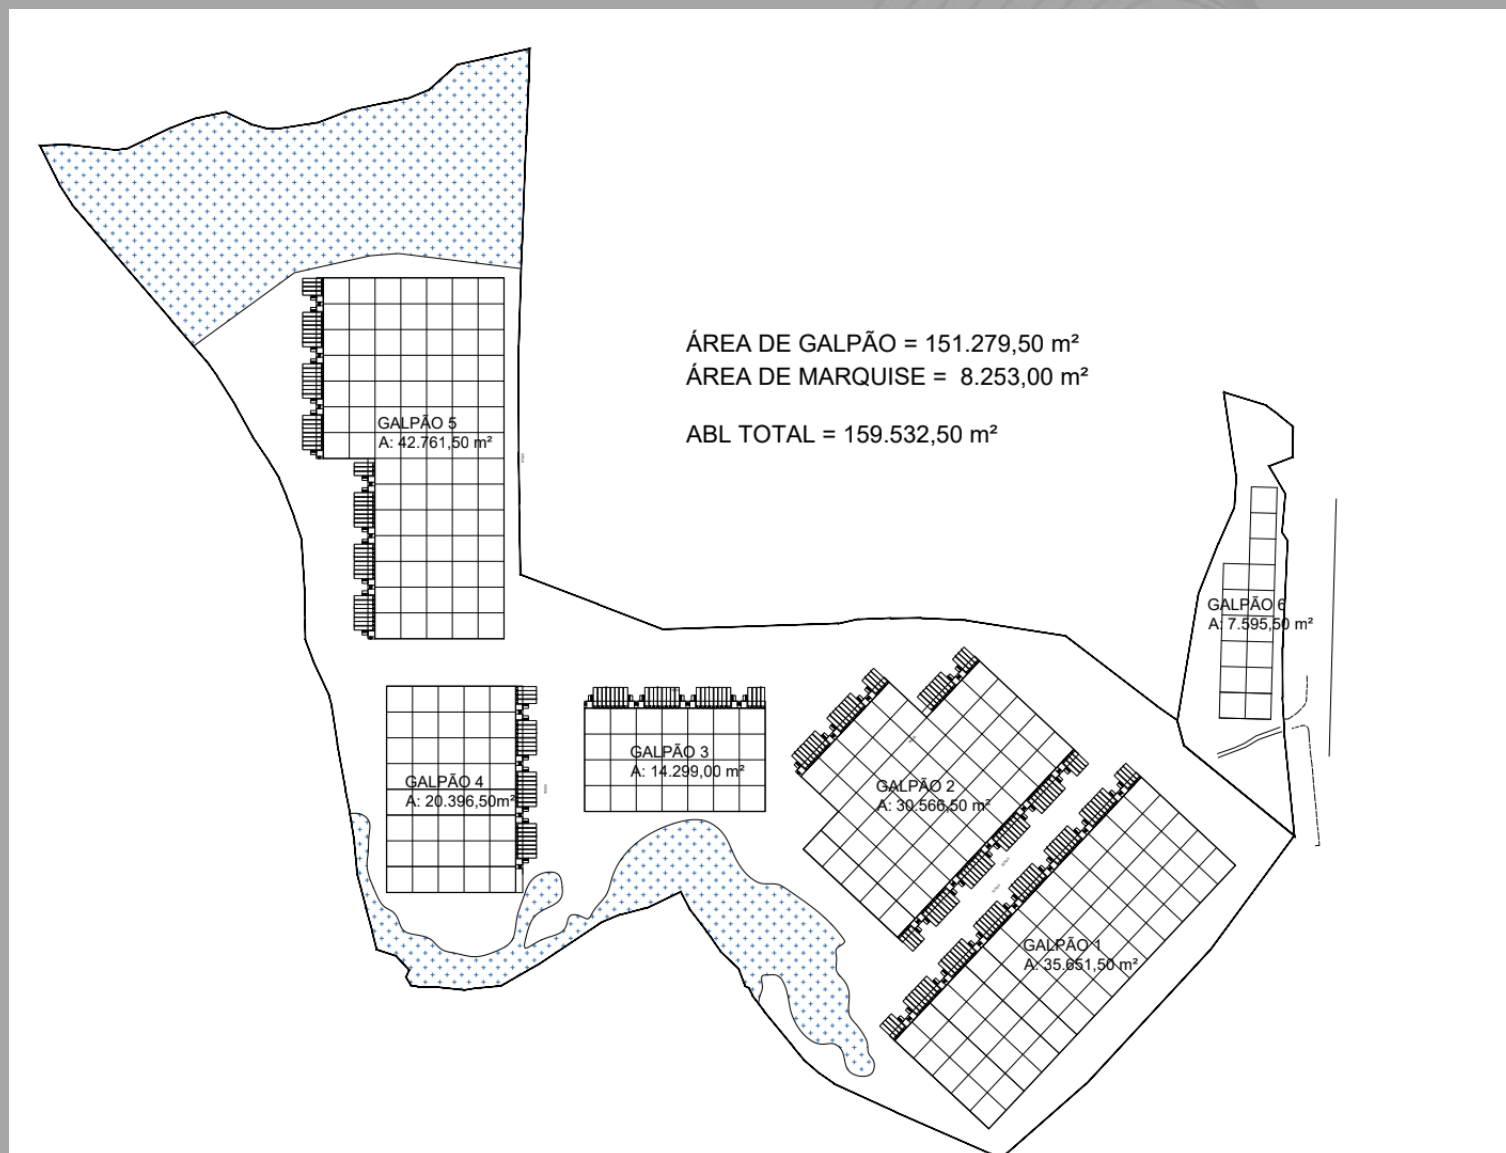 ÁREA DE GALPÃO = 151.279,50 m²
ÁREA DE MARQUISE = 8.253,00 m²
ABL TOTAL = 159.532,50 m²
GALPÃO 5
A: 42.761,50 m²
GALPÃO 6
A: 7.595,50 m²
GALPÃO 3
A: 14.299,00 m²
GALPÃO 4
A: 20.396,50m²
GALPÃO 2
A: 30.566,50 m²
GALPÃO 1
A: 35.651,50 m²